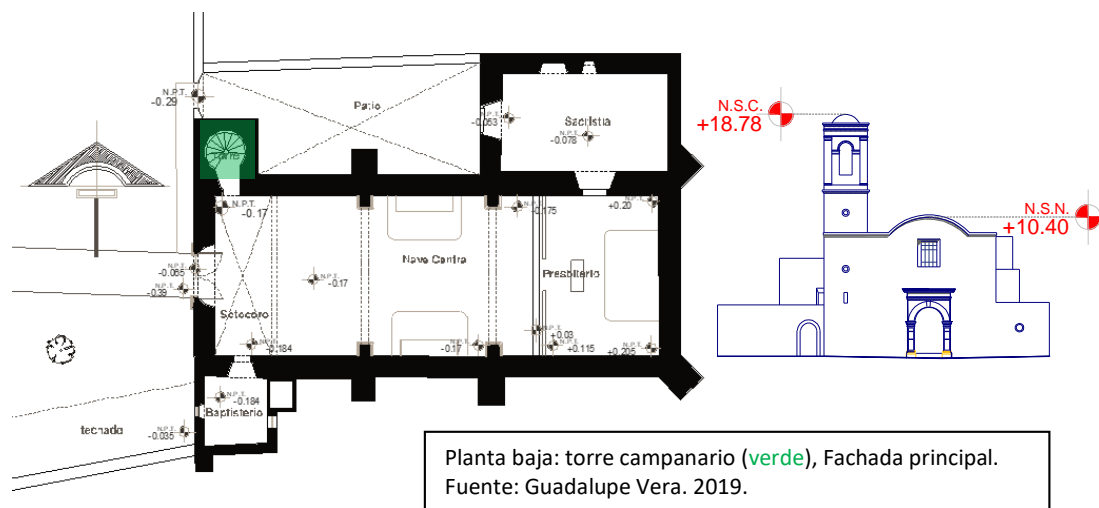 N.P.T.
-0.29
Patio
N.P.T.
-0.053
Sacristia
N.P.T.
-0.078
N.S.C.
+18.78
N.P.T.
-0.17
-0.175
+0.20
N.S.N.
+10.40
Nave Central
Presbiterio
N.P.T.
-0.065
-0.39
N.P.T.
-0.17
Sotocoro
N.P.T.
-0.184
-0.17
N.P.T.
N.P.T.
+0.03
+0.115
+0.205
N.P.T.
-0.184
Baptisterio
techado
N.P.T.
-0.035
Planta baja: torre campanario (verde), Fachada principal.
Fuente: Guadalupe Vera. 2019.